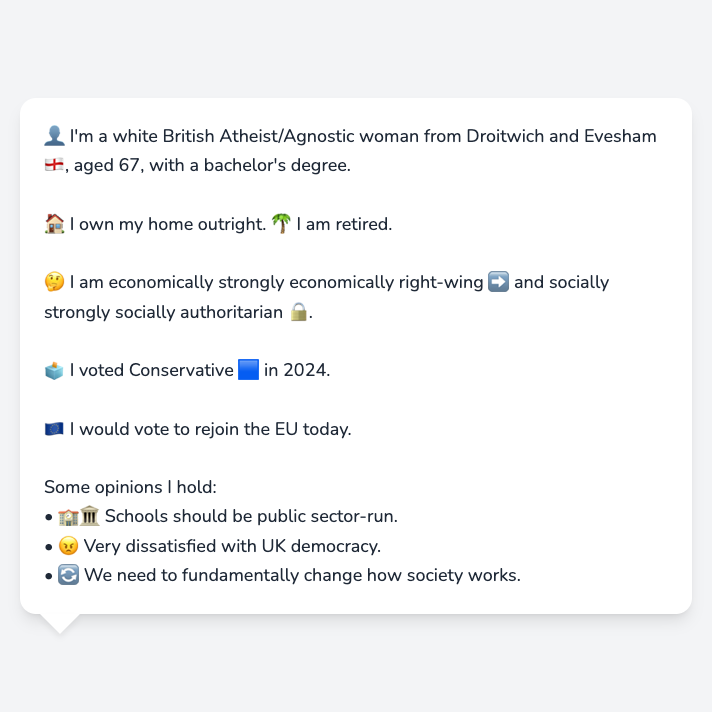 👤 I'm a white British Atheist/Agnostic woman from Droitwich and Evesham
🏴󠁧󠁢󠁥󠁮󠁧󠁿, aged 67, with a bachelor's degree.
🏠 I own my home outright. 🌴 I am retired.
🤔 I am economically strongly economically right-wing ➡️ and socially
strongly socially authoritarian 🔒.
🗳️ I voted Conservative 🟦 in 2024.
🇪🇺 I would vote to rejoin the EU today.
Some opinions I hold:
• 🏫🏛️ Schools should be public sector-run.
• 😠 Very dissatisfied with UK democracy.
• 🔄 We need to fundamentally change how society works.